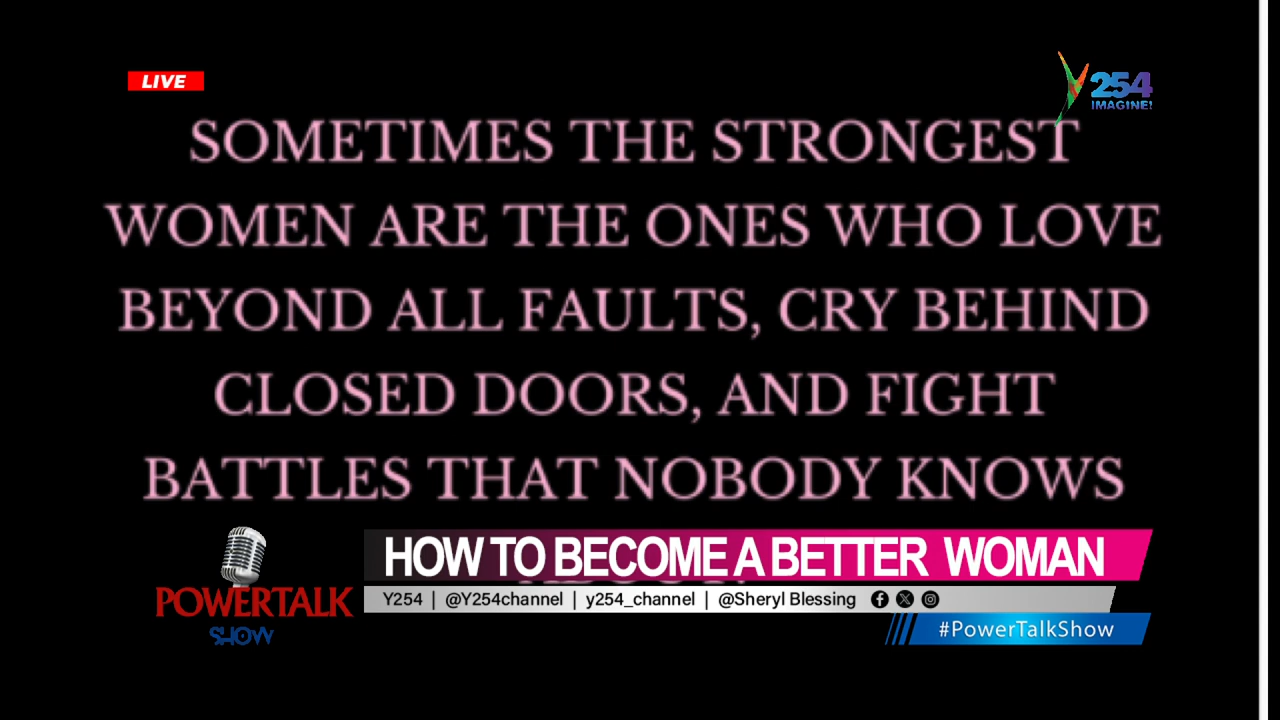 LIVE
Y254
IMAGINE!
SOMETIMES THE STRONGEST
WOMEN ARE THE ONES WHO LOVE
BEYOND ALL FAULTS, CRY BEHIND
CLOSED DOORS, AND FIGHT
BATTLES THAT NOBODY KNOWS
HOW TO BECOME A BETTER WOMAN
Y254 | @Y254channel | y254_channel | @Sheryl Blessing
POWERTALK
SHOW
#PowerTalkShow